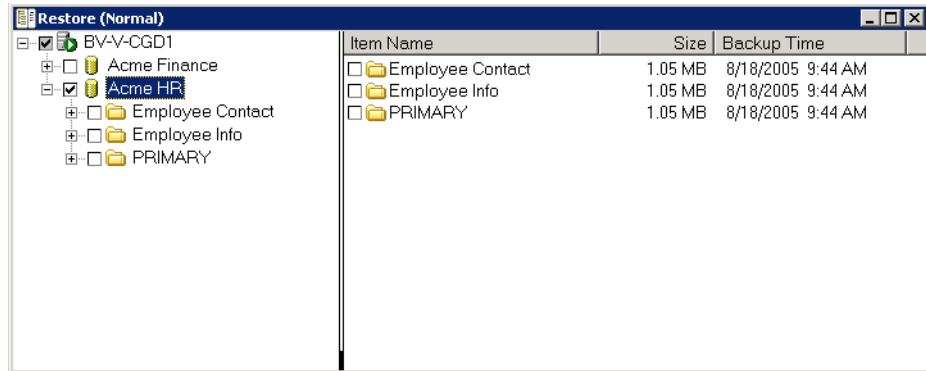 Restore (Normal)
BV-V-CGD1
Acme Finance
Acme HR
Employee Contact
Employee Info
PRIMARY
Item Name Size Backup Time
Employee Contact 1.05 MB 8/18/2005 9:44 AM
Employee Info 1.05 MB 8/18/2005 9:44 AM
PRIMARY 1.05 MB 8/18/2005 9:44 AM